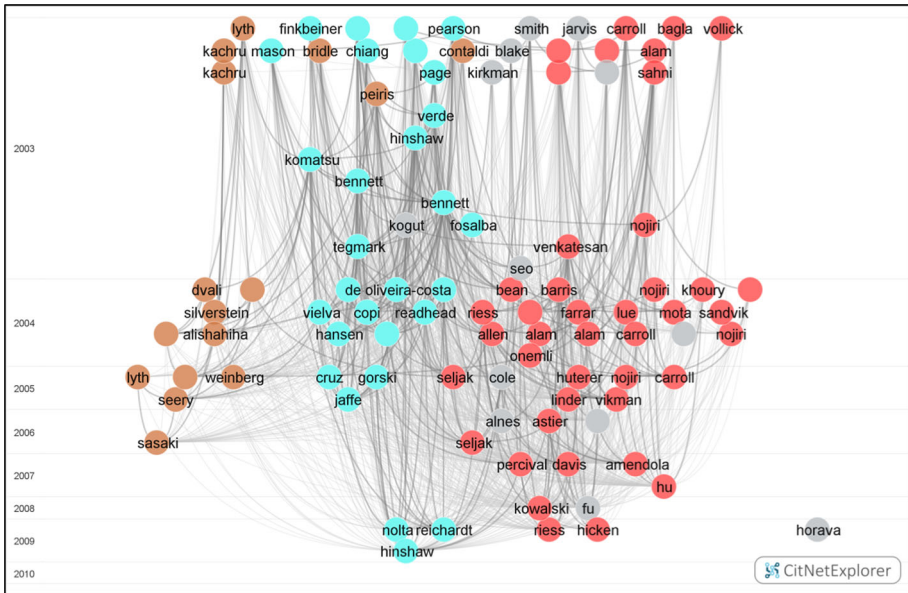 lyth finkbeiner pearson smith jarvis carroll bagla vollick
kachru mason bridle chiang contaldi blake alam
kachru page kirkman sahni
peiris
verde
hinshaw
2003
komatsu
bennett
bennett
kogut fosalba nojiri
tegmark venkatesan
seo
dvali de oliveira-costa bean barris nojiri khoury
silverstein vielva copi readhead riess farrar lue mota sandvik
2004
alishahiha hansen allen alam alam carroll nojiri
onemli
lyth weinberg cruz gorski seljak cole huterer nojiri carroll
2005
seery jaffe linder vikman
alnes astier
2006
sasaki seljak
percival davis amendola
2007
hu
2008
kowalski fu
nolta reichardt riess hicken horava
2009
hinshaw
2010
CitNetExplorer